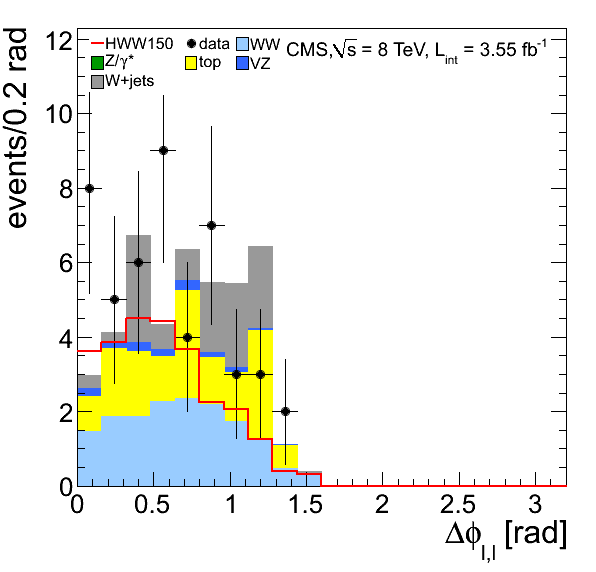 HWW150 data WW
Z/γ* top VZ
W+jets
CMS,√s = 8 TeV, L_int = 3.55 fb⁻¹
events/0.2 rad
12
10
8
6
4
2
0
0 0.5 1 1.5 2 2.5 3
Δϕ_l,l [rad]